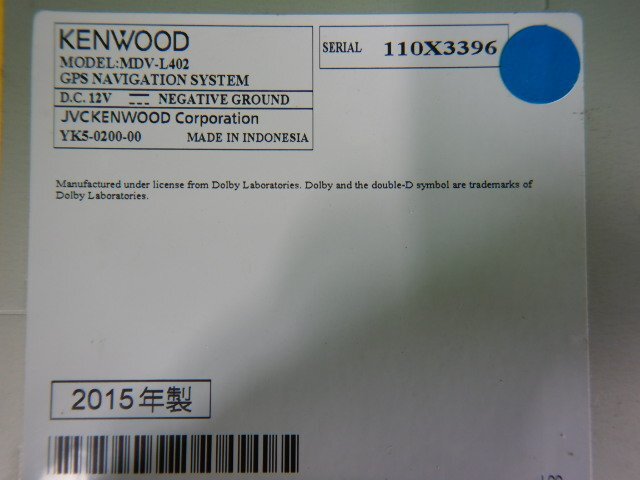 KENWOOD
MODEL:MDV-L402
GPS NAVIGATION SYSTEM
D.C. 12V NEGATIVE GROUND
JVCKENWOOD Corporation
YK5-0200-00 MADE IN INDONESIA
SERIAL 110X3396
Manufactured under license from Dolby Laboratories. Dolby and the double-D symbol are trademarks of
Dolby Laboratories.
2015年製